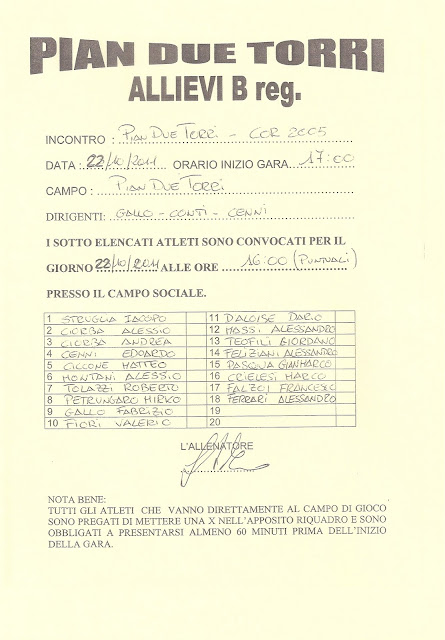 PIAN DUE TORRI
ALLIEVI B reg.
INCONTRO : PIAN DUE TORRI - COR 2005
DATA : 22/10/2011 ORARIO INIZIO GARA 17:00
CAMPO : PIAN DUE TORRI
DIRIGENTI: GALLO - CONTI - CENNI
I SOTTO ELENCATI ATLETI SONO CONVOCATI PER IL
GIORNO 22/10/2011 ALLE ORE 16:00 (PUNTUALI)
PRESSO IL CAMPO SOCIALE.
1 STRUGLIA IACOPO 11 D'ALOISE DARIO
2 CIORBA ALESSIO 12 MASSI ALESSANDRO
3 CIORBA ANDREA 13 TEOFILI GIORDANO
4 CENNI EDOARDO 14 FELIZIANI ALESSANDRO
5 CICCONE MATTEO 15 PASQUA GIANMARCO
6 MONTANI ALESSIO 16 CRIELESI MARCO
7 TOLAZZI ROBERTO 17 FALZOI FRANCESCO
8 PETRUNGARO MIRKO 18 FERRARI ALESSANDRO
9 GALLO FABRIZIO 19
10 FIORI VALERIO 20
L'ALLENATORE
NOTA BENE:
TUTTI GLI ATLETI CHE VANNO DIRETTAMENTE AL CAMPO DI GIOCO
SONO PREGATI DI METTERE UNA X NELL'APPOSITO RIQUADRO E SONO
OBBLIGATI A PRESENTARSI ALMENO 60 MINUTI PRIMA DELL'INIZIO
DELLA GARA.